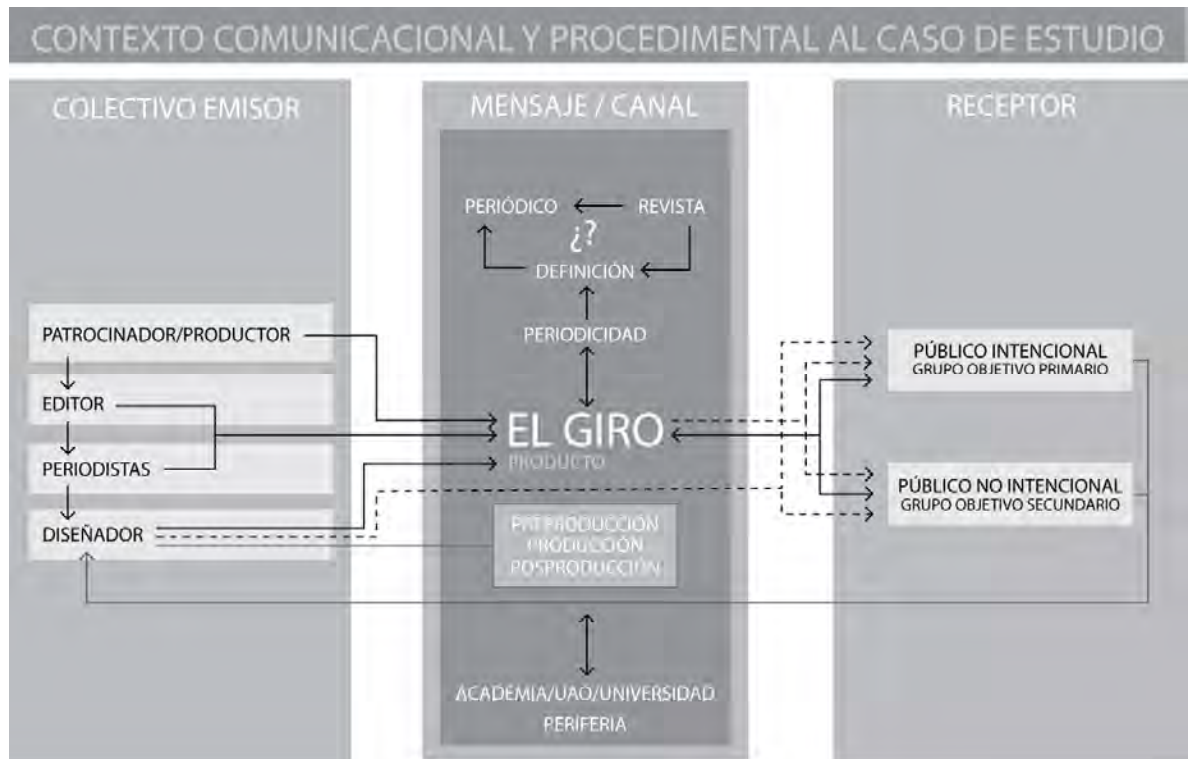 CONTEXTO COMUNICACIONAL Y PROCEDIMENTAL AL CASO DE ESTUDIO
COLECTIVO EMISOR
PATROCINADOR/PRODUCTOR
EDITOR
PERIODISTAS
DISEÑADOR
MENSAJE / CANAL
PERIÓDICO
REVISTA
¿?
DEFINICIÓN
PERIODICIDAD
EL GIRO
PRODUCTO
PREPRODUCCIÓN
PRODUCCIÓN
POSPRODUCCIÓN
ACADEMIA/UAO/UNIVERSIDAD
PERIFERIA
RECEPTOR
PÚBLICO INTENCIONAL
GRUPO OBJETIVO PRIMARIO
PÚBLICO NO INTENCIONAL
GRUPO OBJETIVO SECUNDARIO